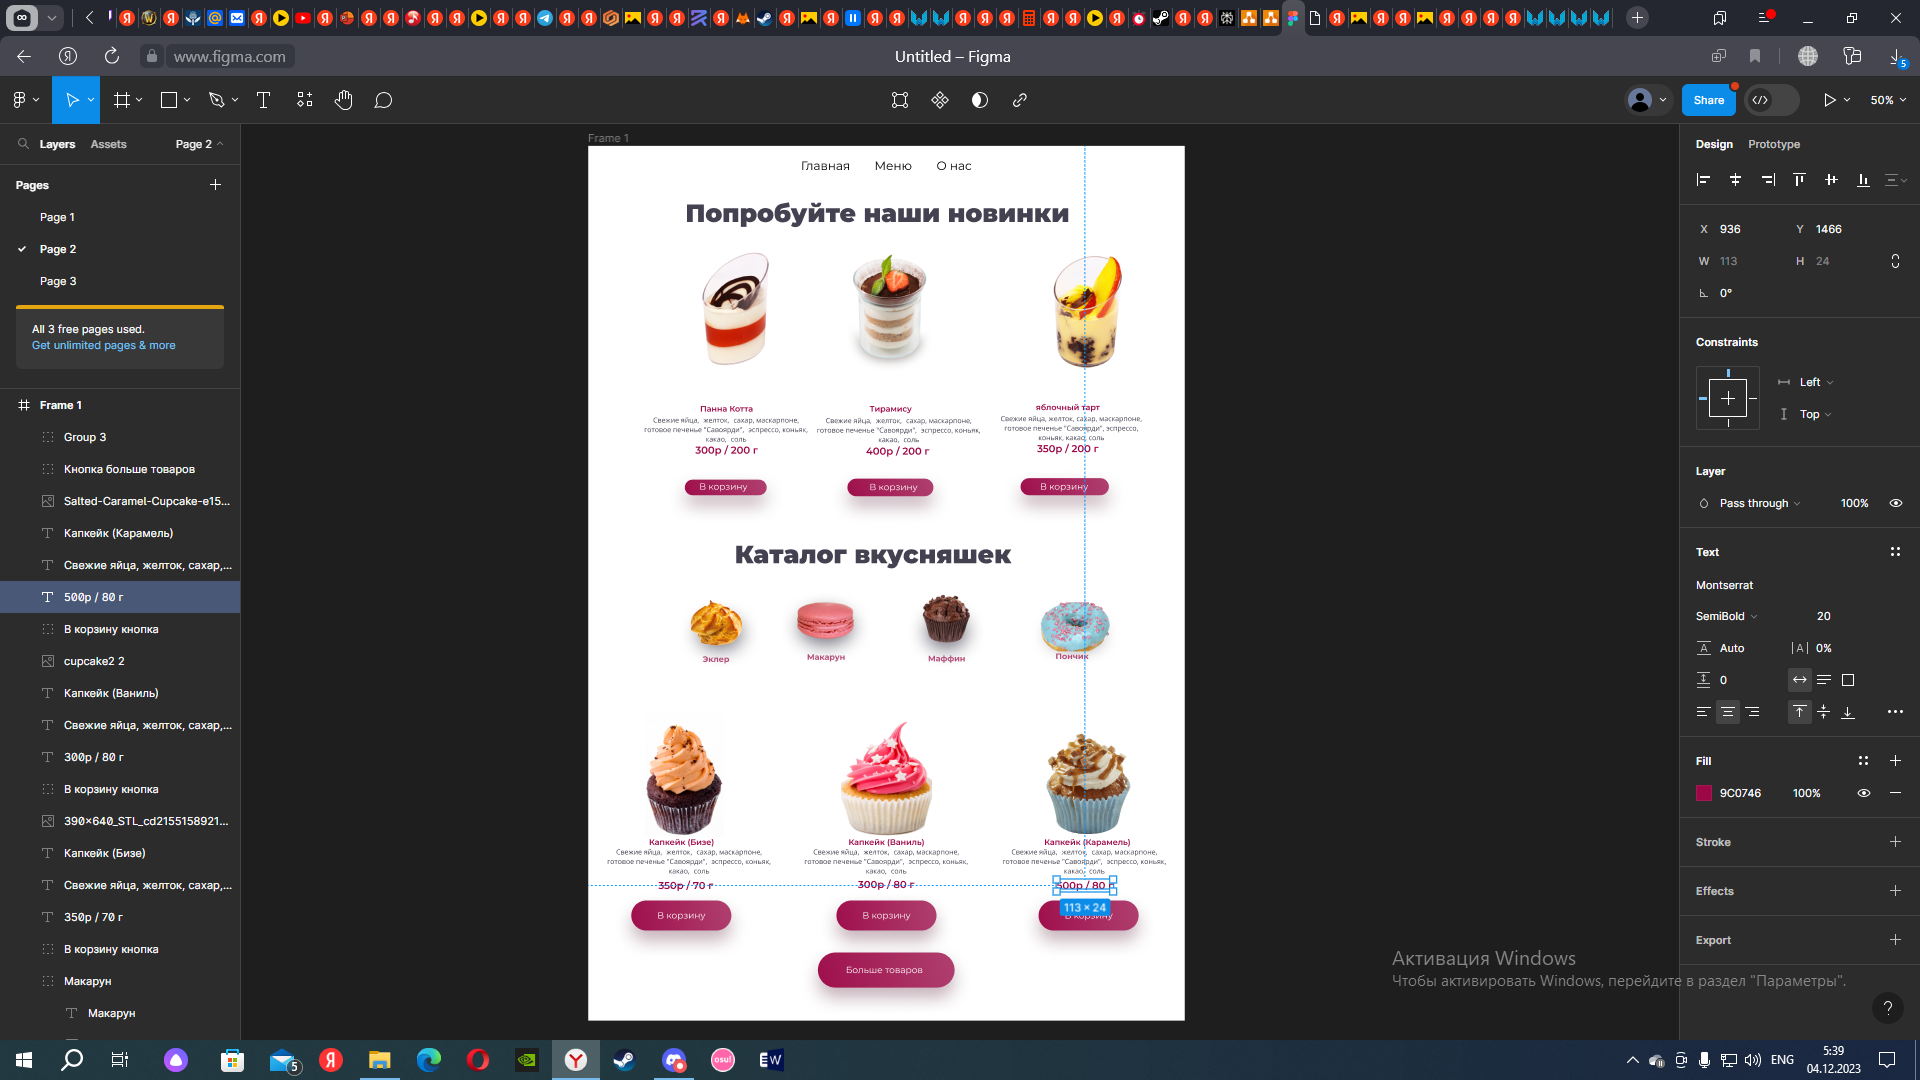 www.figma.com
Untitled – Figma
5
Share
50%
Layers
Assets
Page 2
Pages
Page 1
Page 2
Page 3
All 3 free pages used.
Get unlimited pages & more
Frame 1
Group 3
Кнопка больше товаров
Salted-Caramel-Cupcake-e15...
Капкейк (Карамель)
Свежие яйца, желток, сахар,...
500р / 80 г
В корзину кнопка
cupcake2 2
Капкейк (Ваниль)
Свежие яйца, желток, сахар,...
300р / 80 г
В корзину кнопка
390×640_STL_cd2155158921...
Капкейк (Бизе)
Свежие яйца, желток, сахар,...
350р / 70 г
В корзину кнопка
Макарун
Макарун
Frame 1
Главная Меню О нас
Попробуйте наши новинки
Панна Котта
Свежие яйца, желток, сахар, маскарпоне,
готовое печенье "Савоярди", эспрессо, коньяк,
какао, соль
300р / 200 г
В корзину
Тирамису
Свежие яйца, желток, сахар, маскарпоне,
готовое печенье "Савоярди", эспрессо, коньяк,
какао, соль
400р / 200 г
В корзину
яблочный тарт
Свежие яйца, желток, сахар, маскарпоне,
готовое печенье "Савоярди", эспрессо,
коньяк, какао, соль
350р / 200 г
В корзину
Каталог вкусняшек
Эклер
Макарун
Маффин
Пончик
Капкейк (Бизе)
Свежие яйца, желток, сахар, маскарпоне,
готовое печенье "Савоярди", эспрессо, коньяк,
какао, соль
350р / 70 г
В корзину
Капкейк (Ваниль)
Свежие яйца, желток, сахар, маскарпоне,
готовое печенье "Савоярди", эспрессо, коньяк,
какао, соль
300р / 80 г
В корзину
Капкейк (Карамель)
Свежие яйца, желток, сахар, маскарпоне,
готовое печенье "Савоярди", эспрессо, коньяк,
какао, соль
500р / 80 г
113 × 24
В корзину
Больше товаров
Design
Prototype
X 936
Y 1466
W 113
H 24
0°
Constraints
Left
Top
Layer
Pass through
100%
Text
Montserrat
SemiBold
20
Auto
0%
0
Fill
9C0746
100%
Stroke
Effects
Export
Активация Windows
Чтобы активировать Windows, перейдите в раздел "Параметры".
?
5
osu!
ENG
5:39
04.12.2023